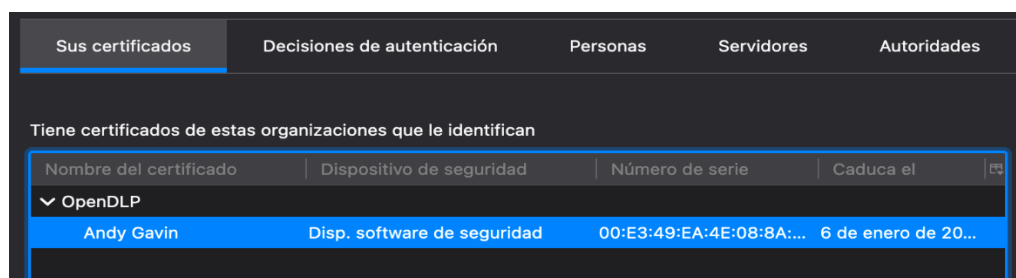 Sus certificados Decisiones de autenticación Personas Servidores Autoridades
Tiene certificados de estas organizaciones que le identifican
Nombre del certificado Dispositivo de seguridad Número de serie Caduca el
OpenDLP
Andy Gavin Disp. software de seguridad 00:E3:49:EA:4E:08:8A:... 6 de enero de 20...